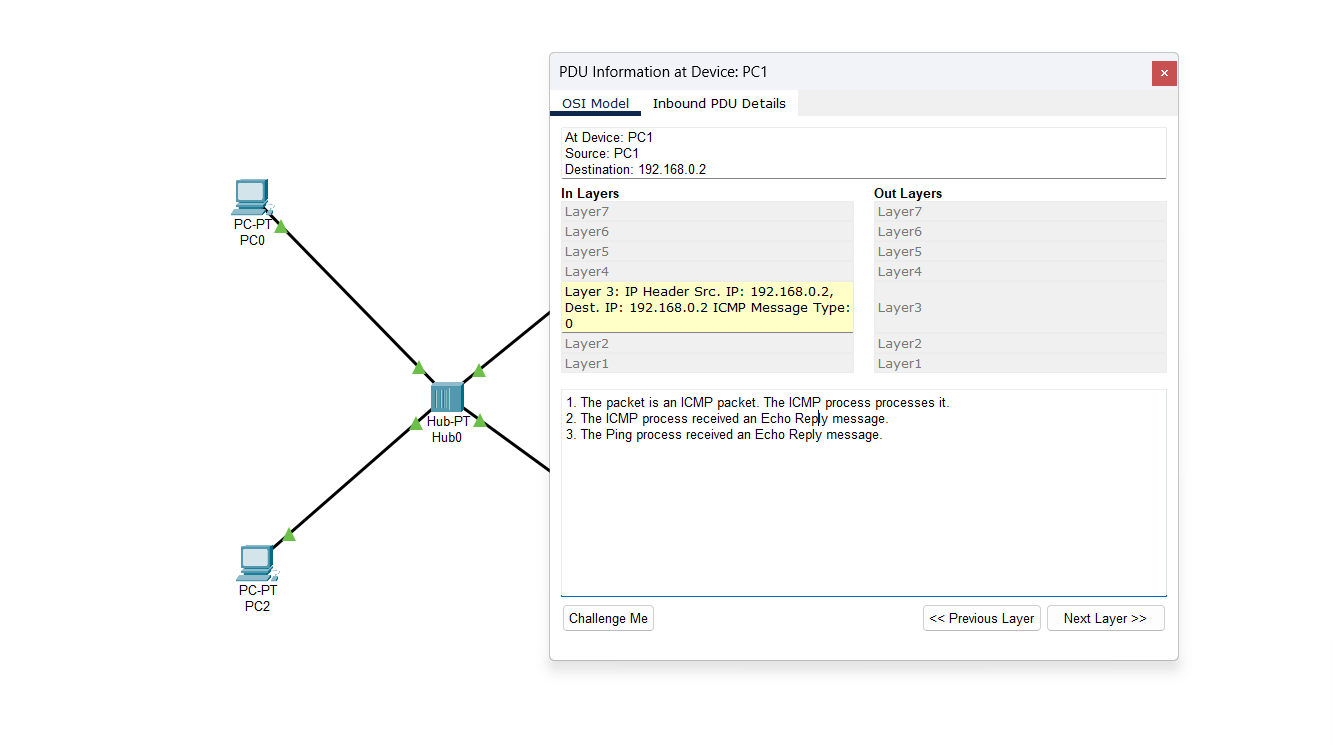 PDU Information at Device: PC1
×
OSI Model
Inbound PDU Details
At Device: PC1
Source: PC1
Destination: 192.168.0.2
In Layers
Layer7
Layer6
Layer5
Layer4
Layer 3: IP Header Src. IP: 192.168.0.2,
Dest. IP: 192.168.0.2 ICMP Message Type:
0
Layer2
Layer1
Out Layers
Layer7
Layer6
Layer5
Layer4
Layer3
Layer2
Layer1
1. The packet is an ICMP packet. The ICMP process processes it.
2. The ICMP process received an Echo Reply message.
3. The Ping process received an Echo Reply message.
Challenge Me
<< Previous Layer
Next Layer >>
PC-PT
PC0
Hub-PT
Hub0
PC-PT
PC2